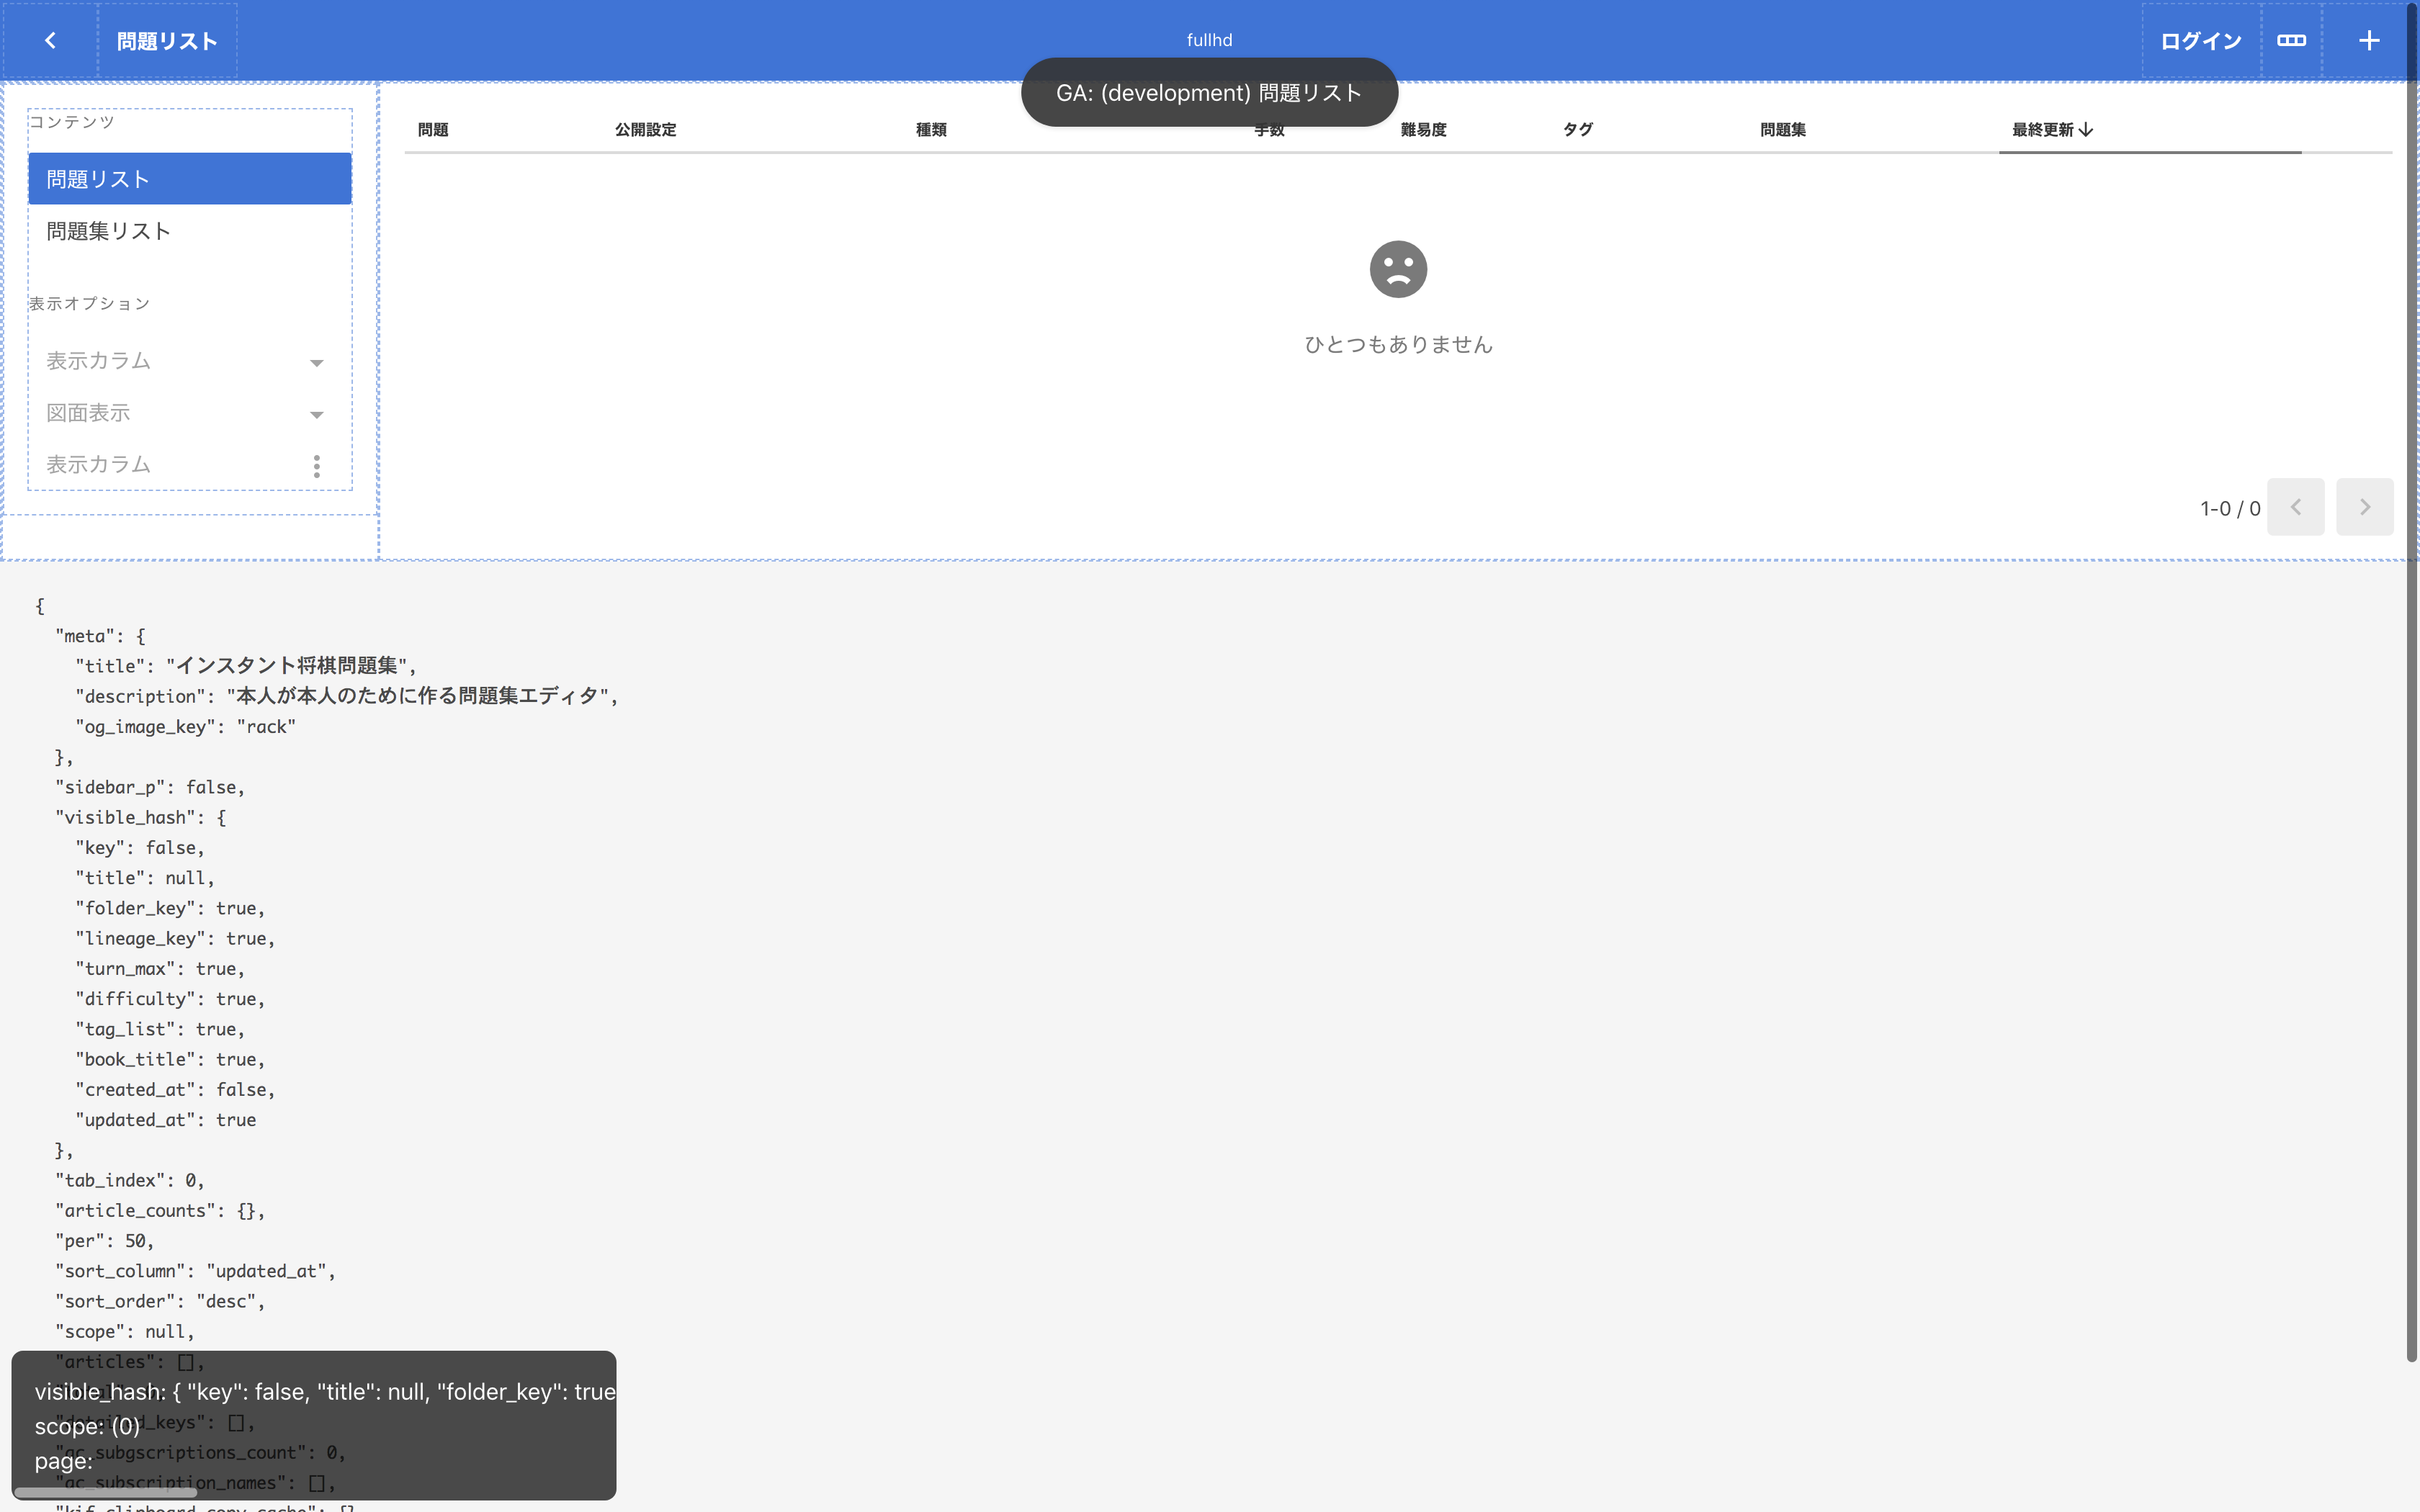 問題リスト
fullhd
ログイン
GA: (development) 問題リスト
コンテンツ
問題リスト
問題集リスト
表示オプション
表示カラム
図面表示
表示カラム
問題 公開設定 種類 手数 難易度 タグ 問題集 最終更新
ひとつもありません
1-0 / 0
{
"meta": {
"title": "インスタント将棋問題集",
"description": "本人が本人のために作る問題集エディタ",
"og_image_key": "rack"
},
"sidebar_p": false,
"visible_hash": {
"key": false,
"title": null,
"folder_key": true,
"lineage_key": true,
"turn_max": true,
"difficulty": true,
"tag_list": true,
"book_title": true,
"created_at": false,
"updated_at": true
},
"tab_index": 0,
"article_counts": {},
"per": 50,
"sort_column": "updated_at",
"sort_order": "desc",
"scope": null,
"articles": [],
visible_hash: { "key": false, "title": null, "folder_key": true
"detailed_keys": [],
scope: (0)
"ac_subgscriptions_count": 0,
page:
"ac_subscription_names": [],
"kif_clipboard_copy_cache": {}